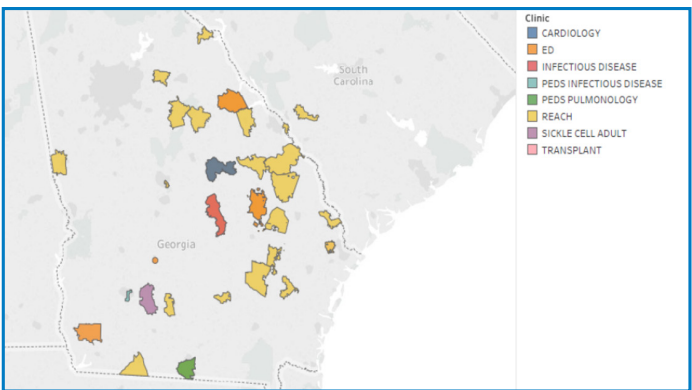 South
Carolina
Georgia
Clinic
CARDIOLOGY
ED
INFECTIOUS DISEASE
PEDS INFECTIOUS DISEASE
PEDS PULMONOLOGY
REACH
SICKLE CELL ADULT
TRANSPLANT